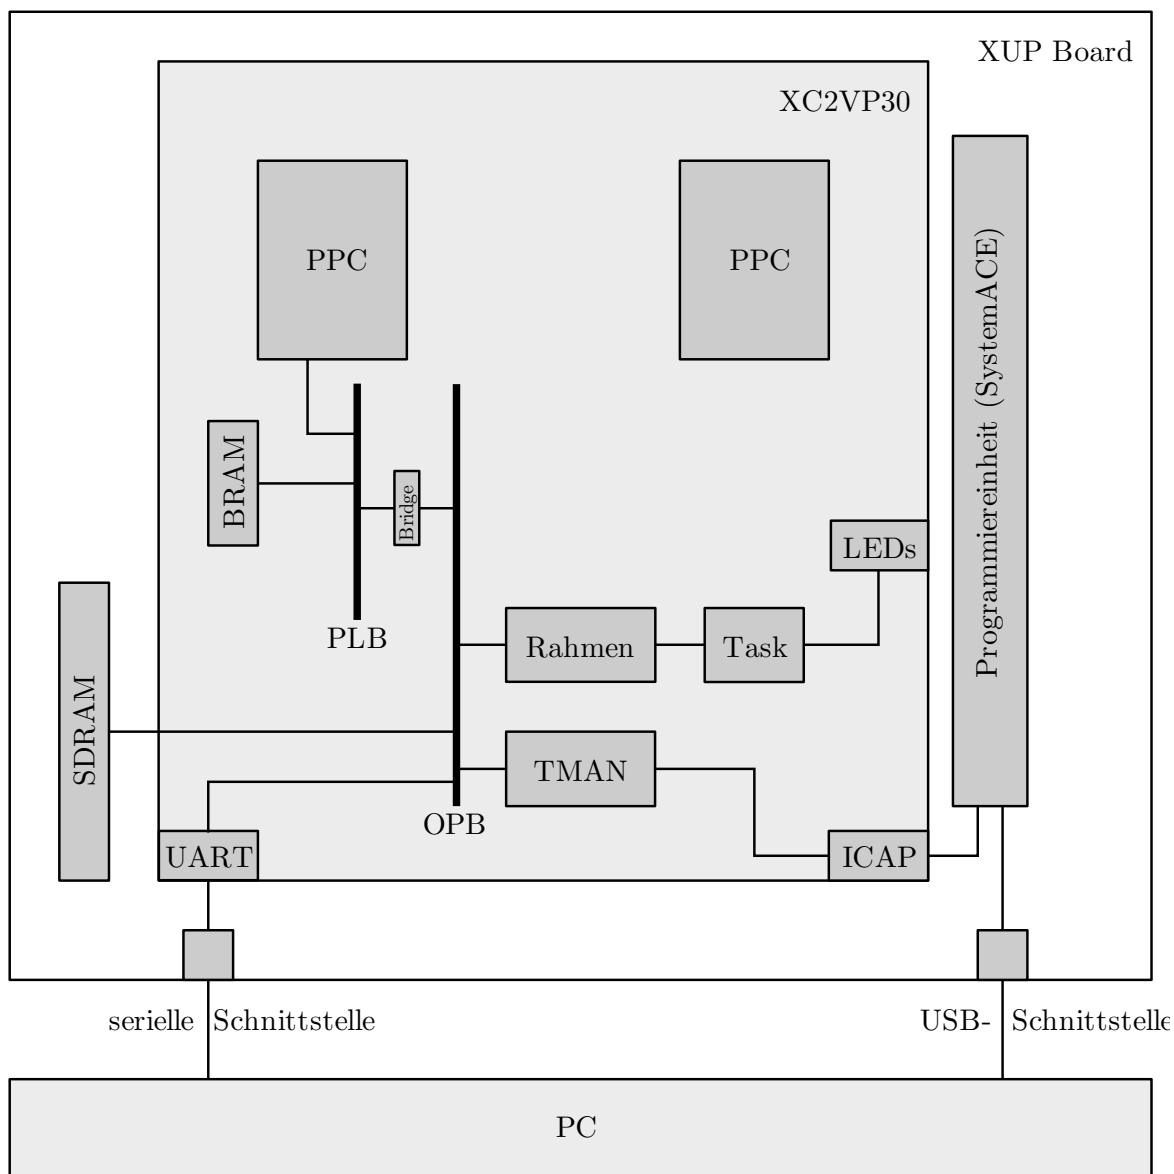 XUP Board
XC2VP30
PPC
PPC
Programmiereinheit (SystemACE)
BRAM
Bridge
LEDs
PLB
Rahmen
Task
SDRAM
TMAN
OPB
UART
ICAP
serielle Schnittstelle
USB- Schnittstelle
PC